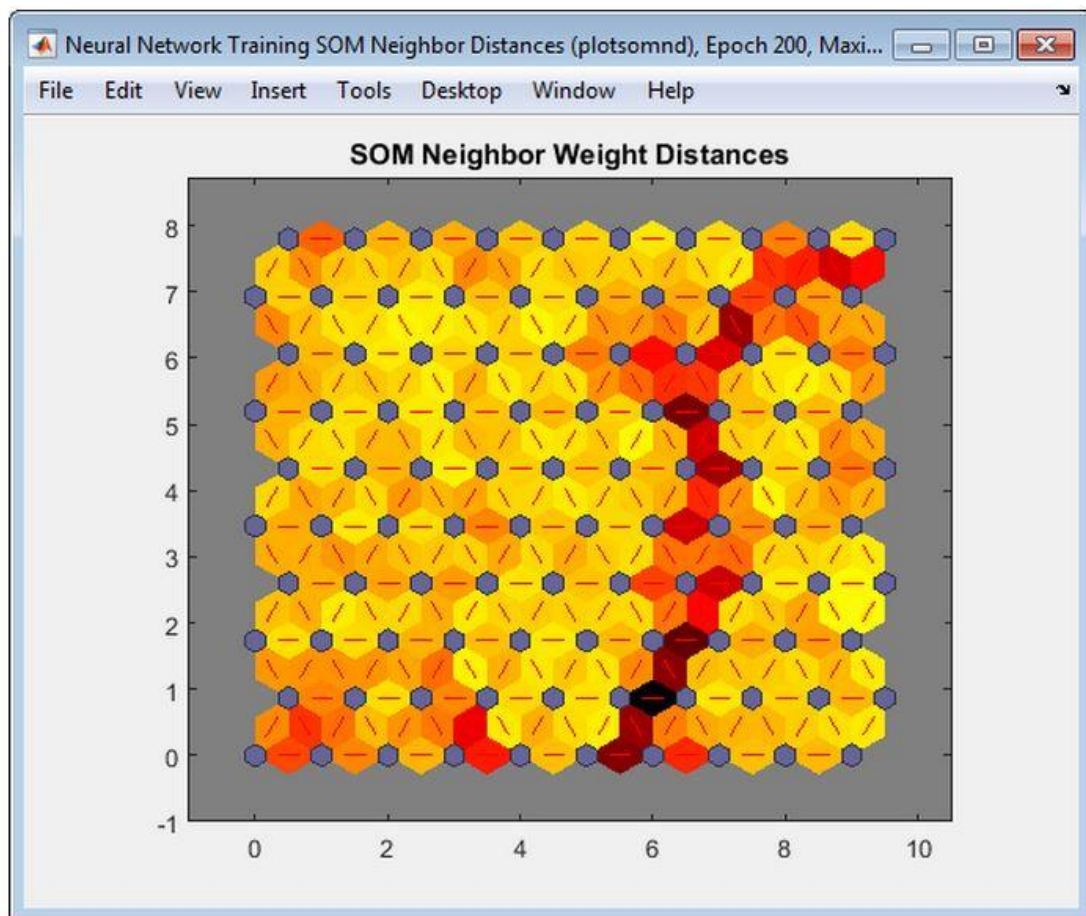 Neural Network Training SOM Neighbor Distances (plotsomnd), Epoch 200, Maxi...
File Edit View Insert Tools Desktop Window Help
SOM Neighbor Weight Distances
8
7
6
5
4
3
2
1
0
-1
0 2 4 6 8 10